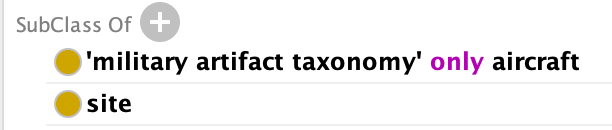 SubClass Of
'military artifact taxonomy' only aircraft
site